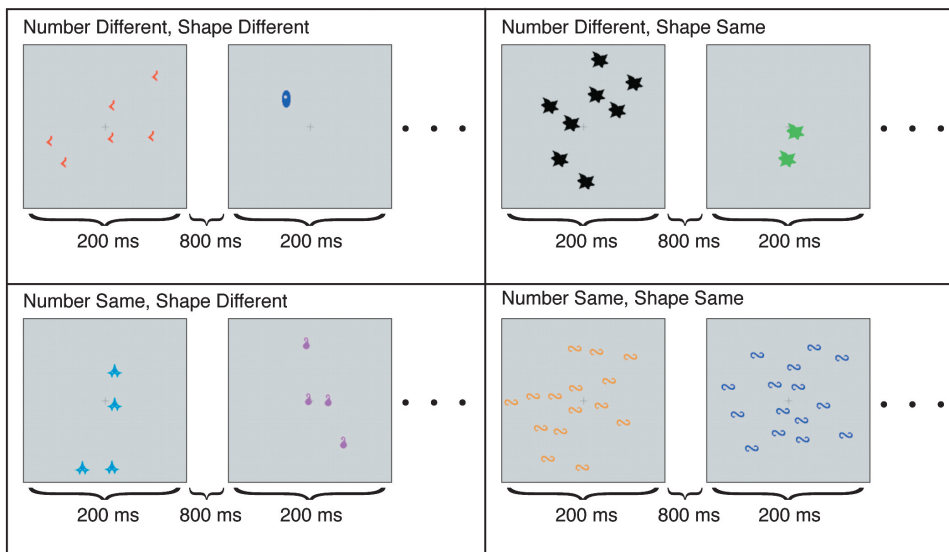 Number Different, Shape Different
200 ms 800 ms 200 ms
Number Different, Shape Same
200 ms 800 ms 200 ms
Number Same, Shape Different
200 ms 800 ms 200 ms
Number Same, Shape Same
200 ms 800 ms 200 ms